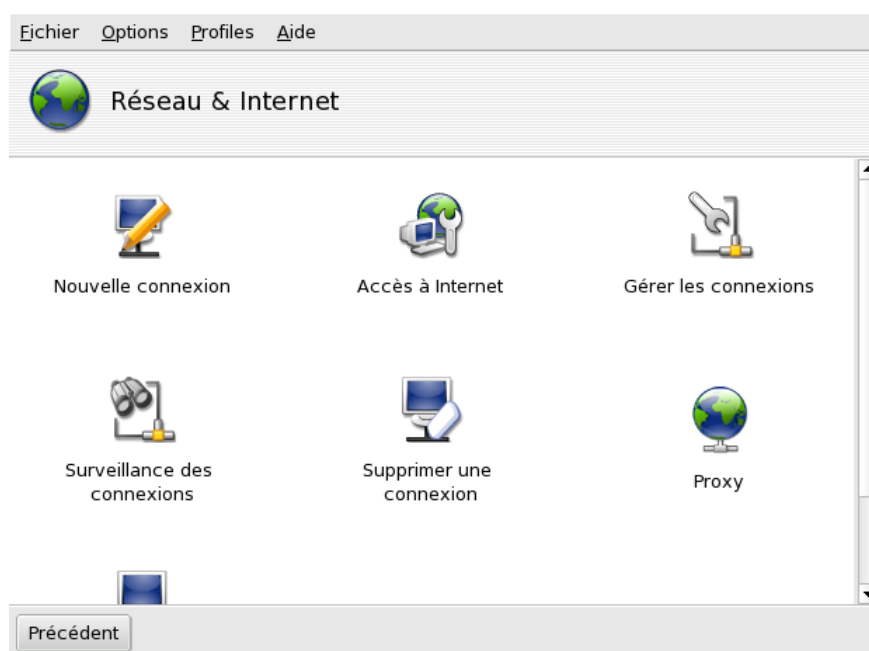 Fichier Options Profiles Aide
Réseau & Internet
Nouvelle connexion
Accès à Internet
Gérer les connexions
Surveillance des
connexions
Supprimer une
connexion
Proxy
Précédent